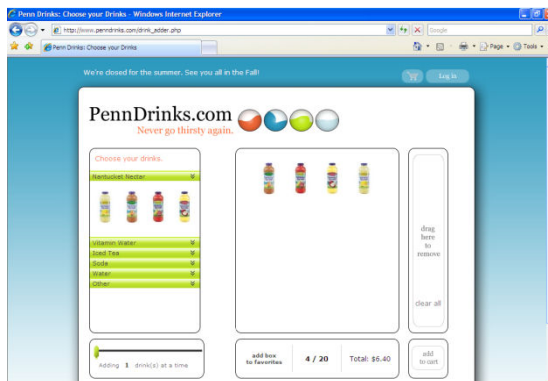 Penn Drinks: Choose your Drinks - Windows Internet Explorer
http://www.penndrinks.com/drink_adder.php
Google
Penn Drinks: Choose your Drinks
Page
Tools
We're closed for the summer. See you all in the Fall!
Log in
PennDrinks.com
Never go thirsty again.
Choose your drinks.
Nantucket Nectar
Vitamin Water
Iced Tea
Soda
Water
Other
Adding 1 drink(s) at a time
add box
to favorites
4 / 20
Total: $6.40
drag
here
to
remove
clear all
add
to cart